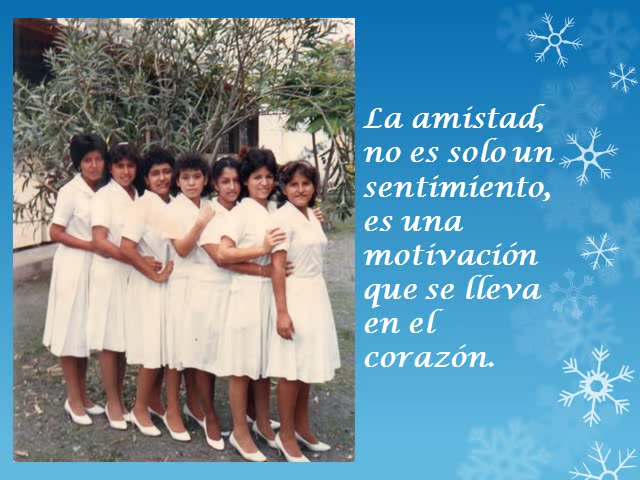 La amistad,
no es solo un
sentimiento,
es una
motivación
que se lleva
en el
corazón.